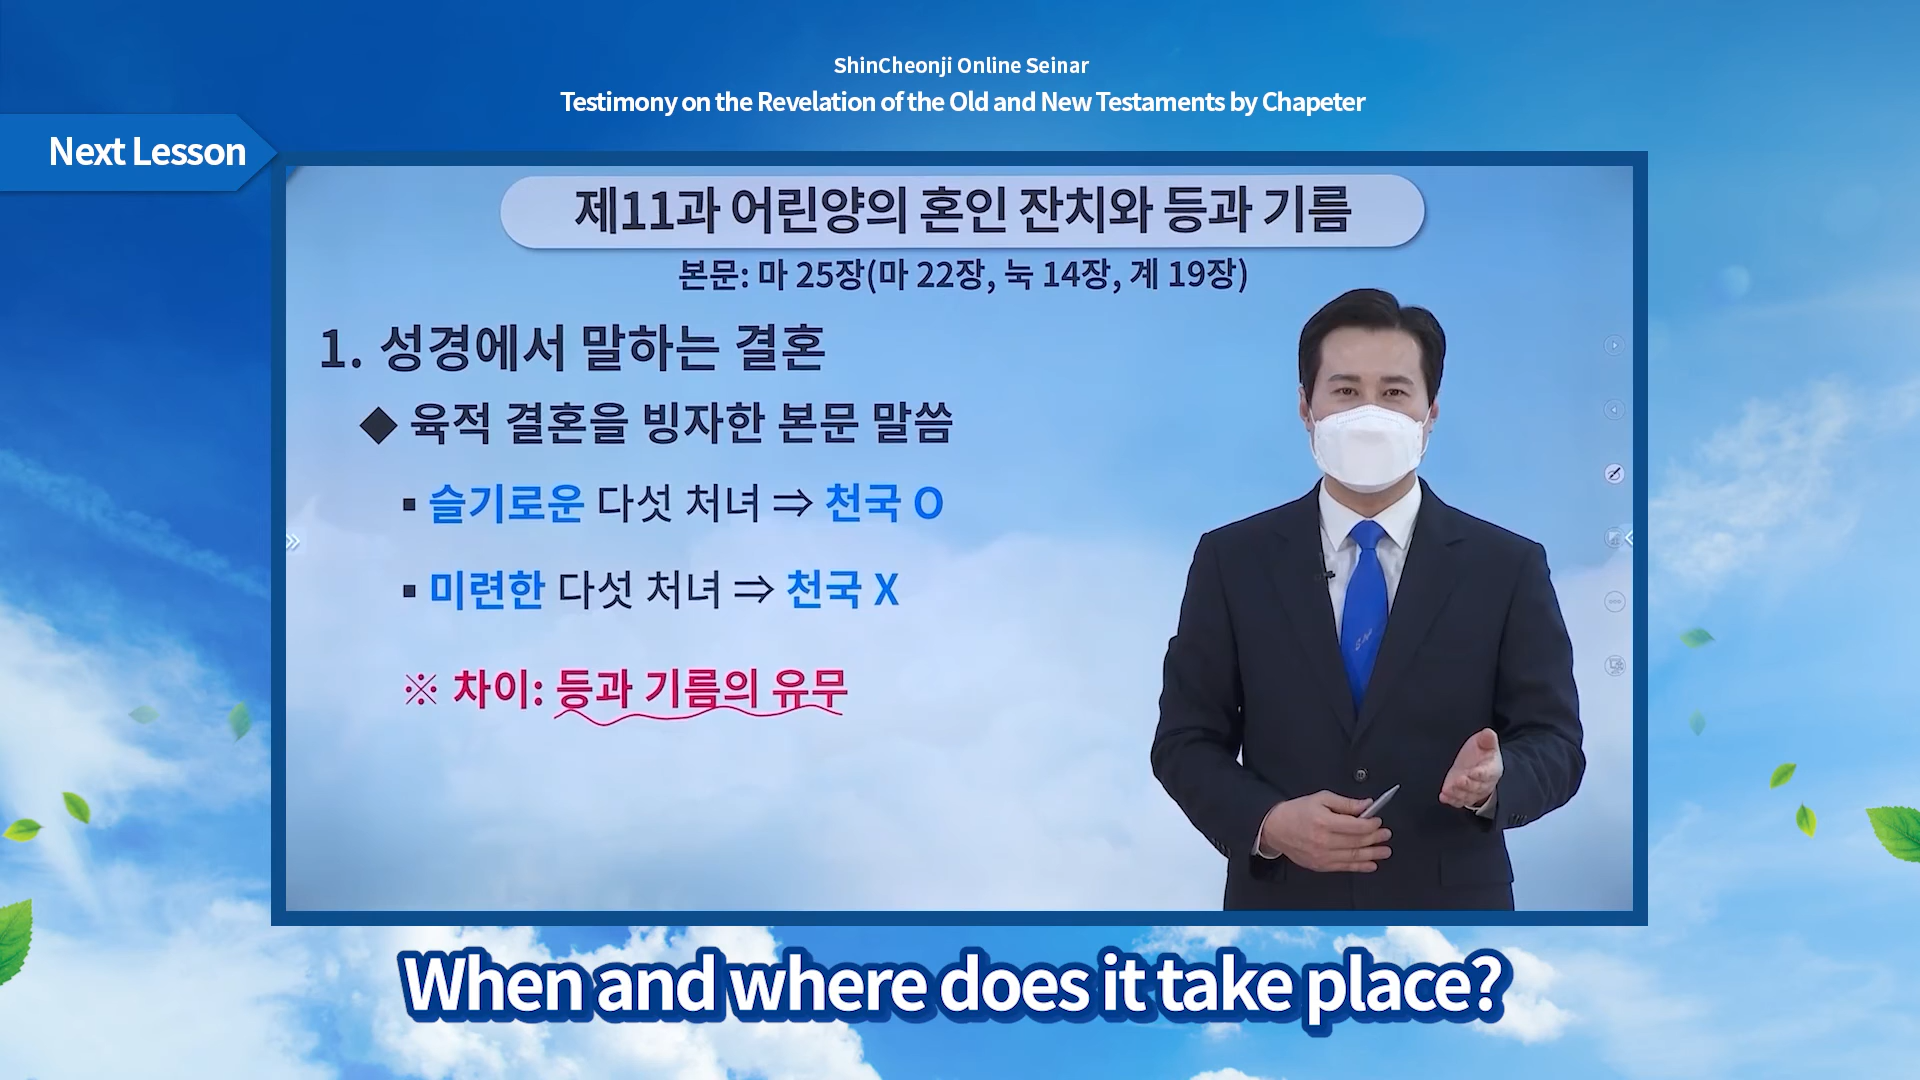 ShinCheonji Online Seinar
Testimony on the Revelation of the Old and New Testaments by Chapeter
Next Lesson
제11과 어린양의 혼인 잔치와 등과 기름
본문: 마 25장(마 22장, 눅 14장, 계 19장)
1. 성경에서 말하는 결혼
◆ 육적 결혼을 빙자한 본문 말씀
▪ 슬기로운 다섯 처녀 ⇒ 천국 O
▪ 미련한 다섯 처녀 ⇒ 천국 X
※ 차이: 등과 기름의 유무
When and where does it take place?